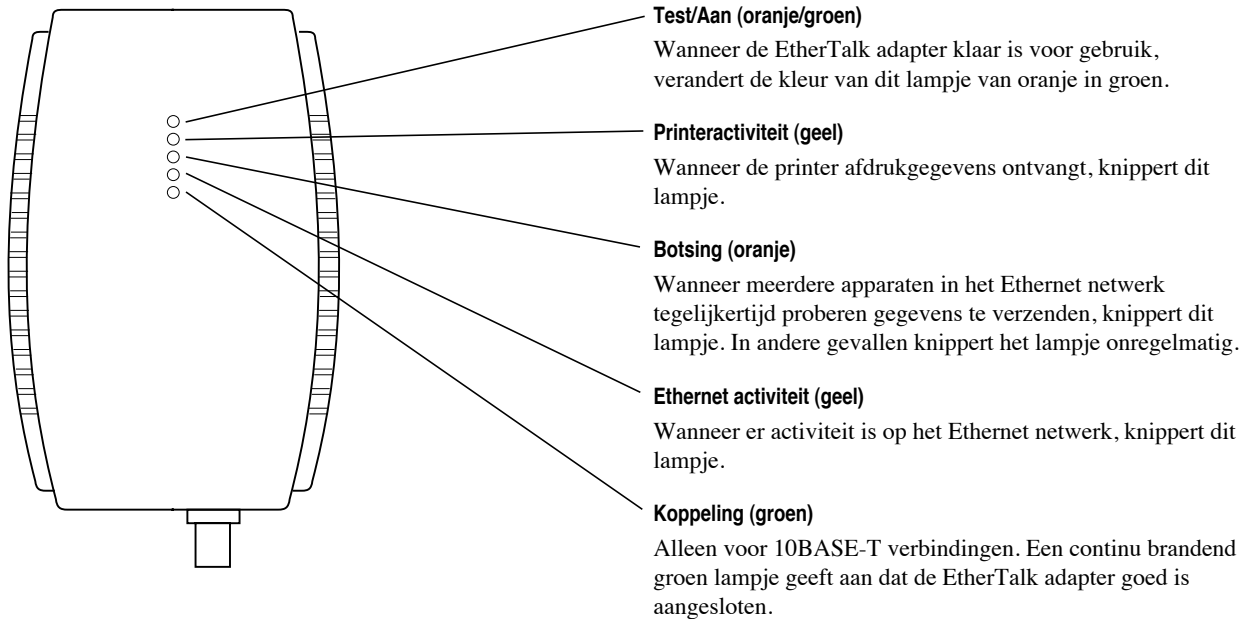 Test/Aan (oranje/groen)
Wanneer de EtherTalk adapter klaar is voor gebruik,
verandert de kleur van dit lampje van oranje in groen.
Printeractiviteit (geel)
Wanneer de printer afdrukgegevens ontvangt, knippert dit
lampje.
Botsing (oranje)
Wanneer meerdere apparaten in het Ethernet netwerk
tegelijkertijd proberen gegevens te verzenden, knippert dit
lampje. In andere gevallen knippert het lampje onregelmatig.
Ethernet activiteit (geel)
Wanneer er activiteit is op het Ethernet netwerk, knippert dit
lampje.
Koppeling (groen)
Alleen voor 10BASE-T verbindingen. Een continu brandend
groen lampje geeft aan dat de EtherTalk adapter goed is
aangesloten.